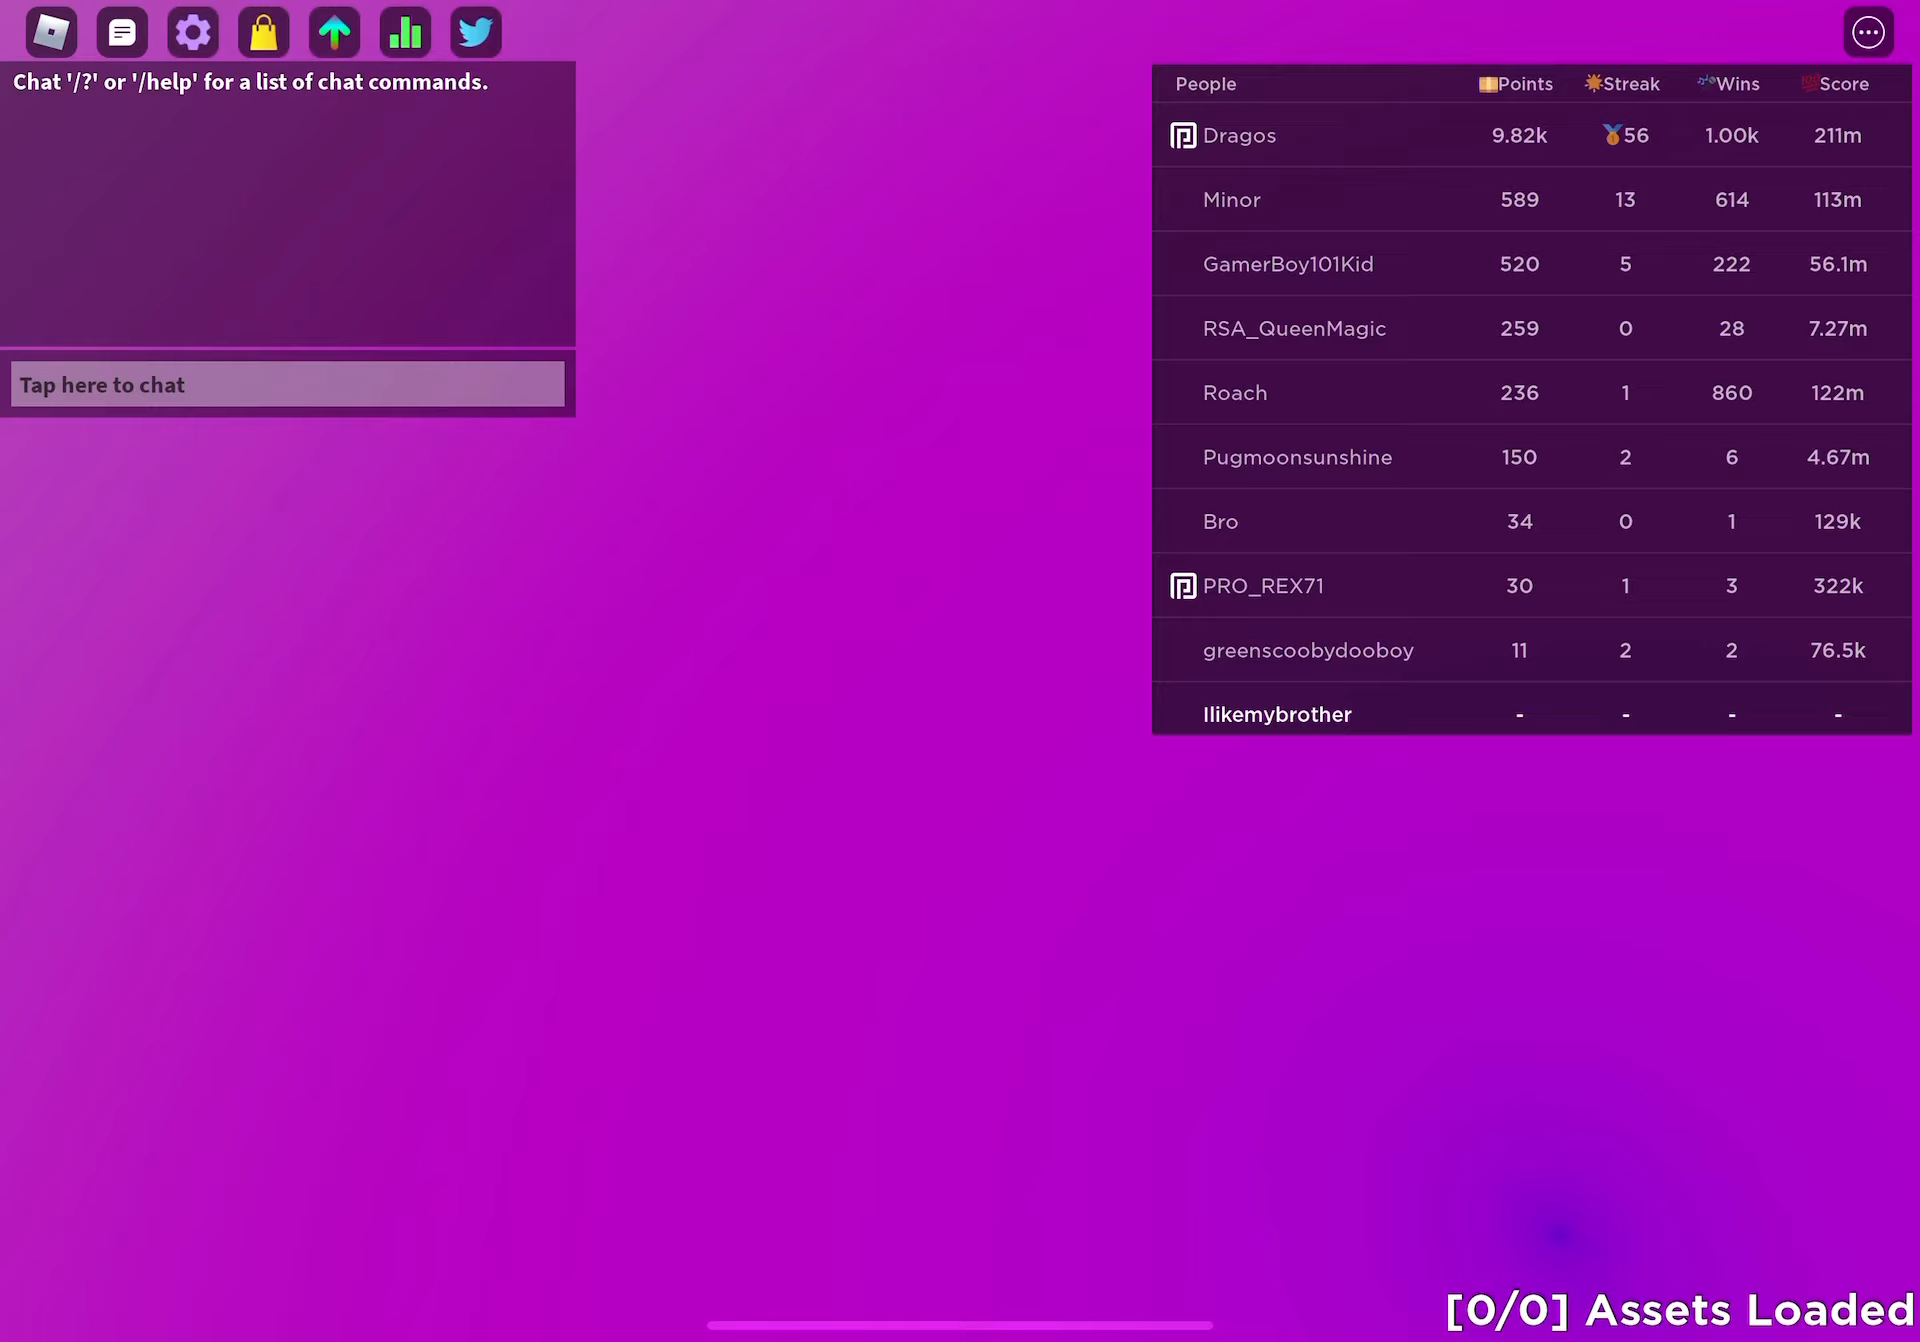 Chat '/?' or '/help' for a list of chat commands.
Tap here to chat
People Points Streak Wins Score
Dragos 9.82k 56 1.00k 211m
Minor 589 13 614 113m
GamerBoy101Kid 520 5 222 56.1m
RSA_QueenMagic 259 0 28 7.27m
Roach 236 1 860 122m
Pugmoonsunshine 150 2 6 4.67m
Bro 34 0 1 129k
PRO_REX71 30 1 3 322k
greenscoobydooboy 11 2 2 76.5k
Ilikemybrother - - - -
[0/0] Assets Loaded